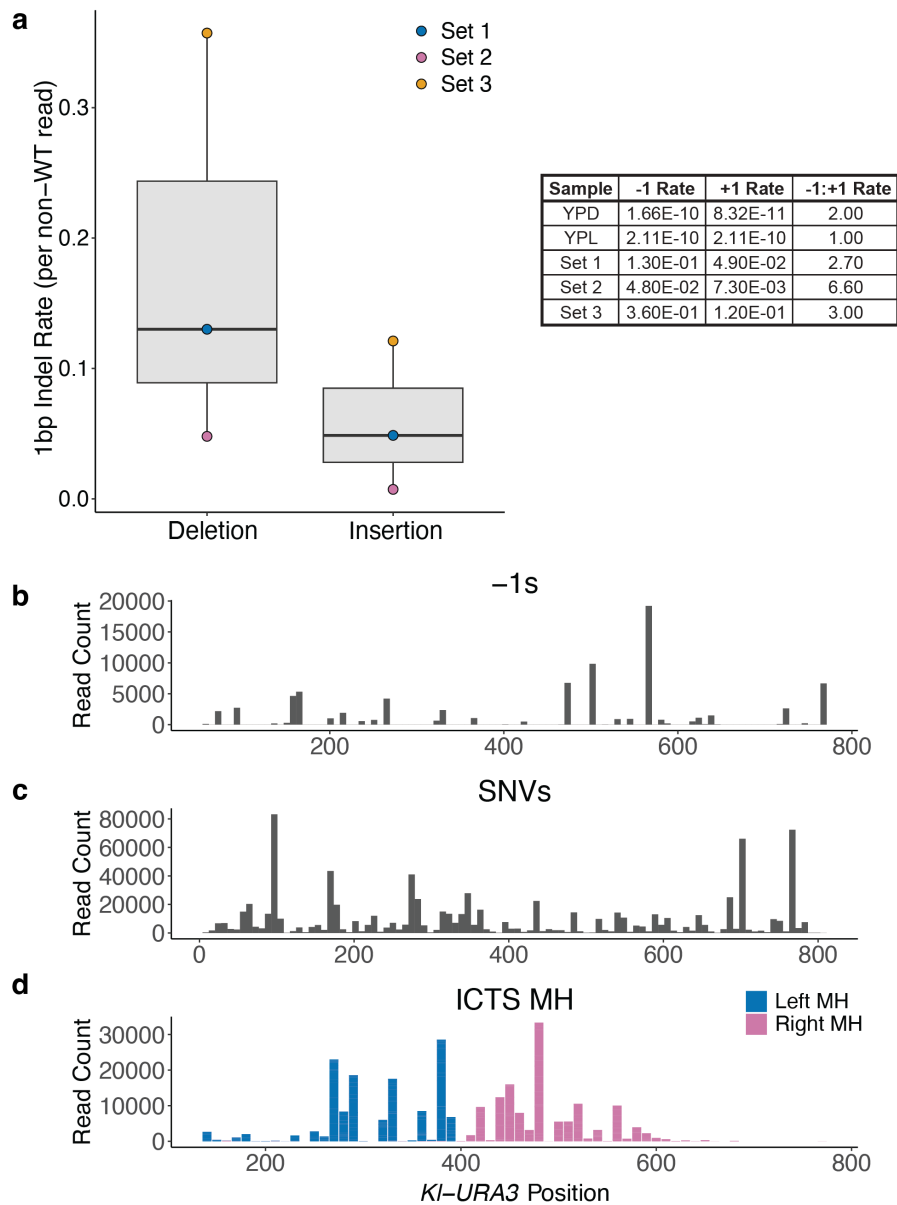 a
Set 1
Set 2
Set 3
1bp Indel Rate (per non−WT read)
0.3
0.2
0.1
0.0
Deletion Insertion
Sample -1 Rate +1 Rate -1:+1 Rate
YPD 1.66E-10 8.32E-11 2.00
YPL 2.11E-10 2.11E-10 1.00
Set 1 1.30E-01 4.90E-02 2.70
Set 2 4.80E-02 7.30E-03 6.60
Set 3 3.60E-01 1.20E-01 3.00
b
−1s
Read Count
20000
15000
10000
5000
0
200 400 600 800
c
SNVs
Read Count
80000
60000
40000
20000
0
0 200 400 600 800
d
ICTS MH
Left MH
Right MH
Read Count
30000
20000
10000
0
200 400 600 800
Kl−URA3 Position